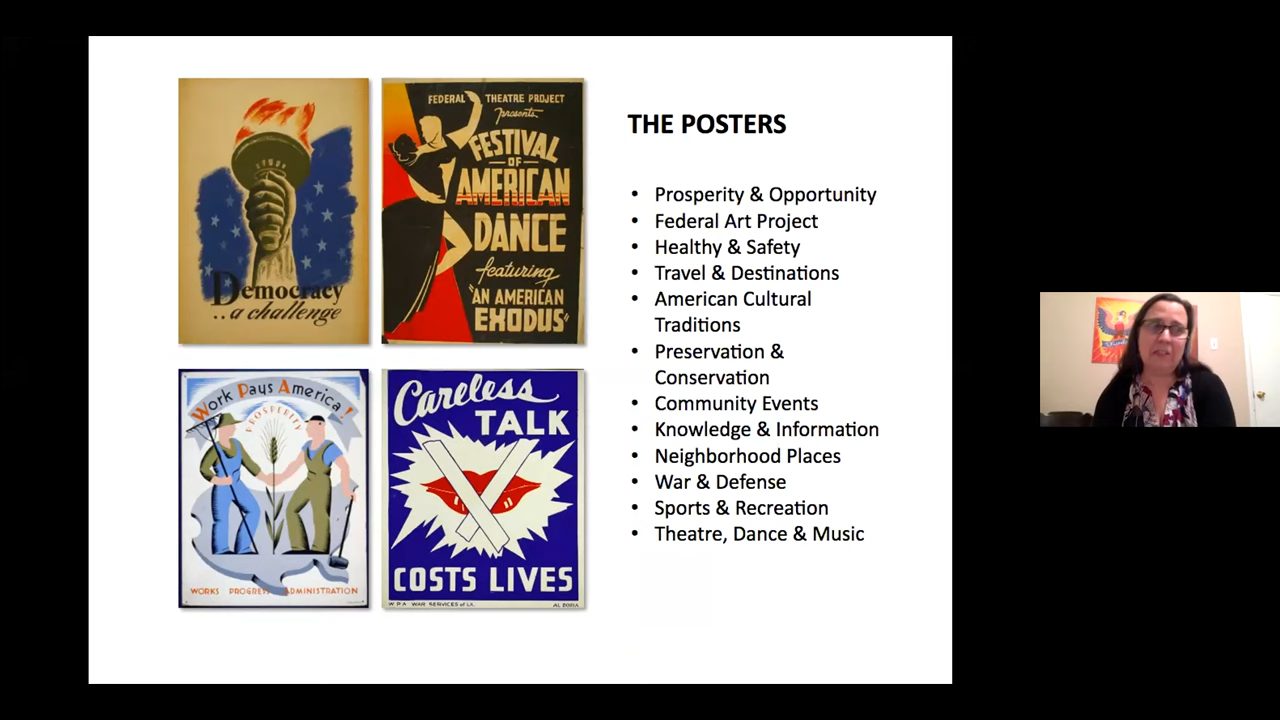 Democracy
..a challenge
FEDERAL THEATRE PROJECT
presents
FESTIVAL
OF
AMERICAN
DANCE
featuring
"AN AMERICAN
EXODUS"
Work Pays America!
PROSPERITY
WORKS PROGRESS ADMINISTRATION
Careless
TALK
COSTS LIVES
WPA WAR SERVICES of LA. AL DORIA
THE POSTERS
• Prosperity & Opportunity
• Federal Art Project
• Healthy & Safety
• Travel & Destinations
• American Cultural
Traditions
• Preservation &
Conservation
• Community Events
• Knowledge & Information
• Neighborhood Places
• War & Defense
• Sports & Recreation
• Theatre, Dance & Music